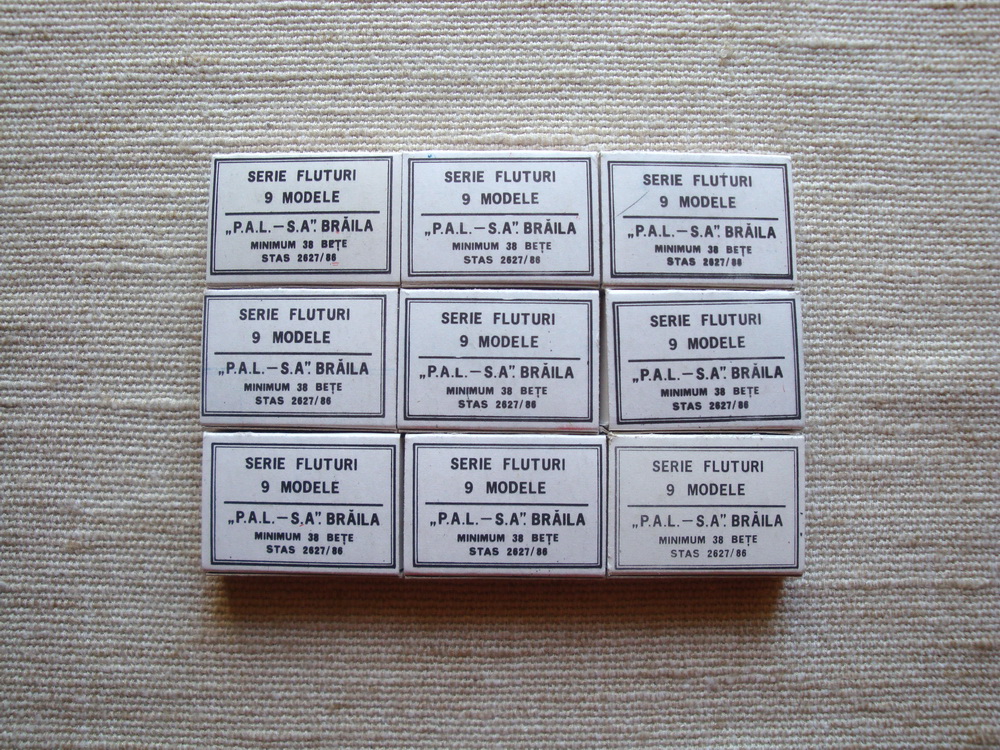 SERIE FLUTURI
9 MODELE
„P.A.L.–S.A”. BRĂILA
MINIMUM 38 BEȚE
STAS 2627/86
SERIE FLUTURI
9 MODELE
„P.A.L.–S.A”. BRĂILA
MINIMUM 38 BEȚE
STAS 2627/86
SERIE FLUTURI
9 MODELE
„P.A.L.–S.A”. BRĂILA
MINIMUM 38 BEȚE
STAS 2627/86
SERIE FLUTURI
9 MODELE
„P.A.L.–S.A”. BRĂILA
MINIMUM 38 BEȚE
STAS 2627/86
SERIE FLUTURI
9 MODELE
„P.A.L.–S.A”. BRĂILA
MINIMUM 38 BEȚE
STAS 2627/86
SERIE FLUTURI
9 MODELE
„P.A.L.–S.A”. BRĂILA
MINIMUM 38 BEȚE
STAS 2627/86
SERIE FLUTURI
9 MODELE
„P.A.L.–S.A”. BRĂILA
MINIMUM 38 BEȚE
STAS 2627/86
SERIE FLUTURI
9 MODELE
„P.A.L.–S.A”. BRĂILA
MINIMUM 38 BEȚE
STAS 2627/86
SERIE FLUTURI
9 MODELE
„P.A.L.–S.A”. BRĂILA
MINIMUM 38 BEȚE
STAS 2627/86